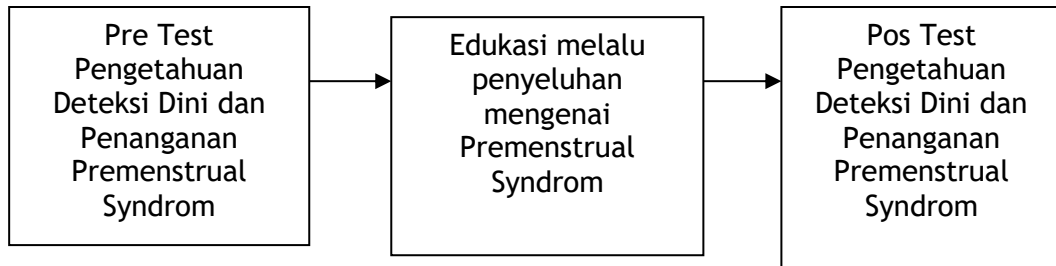 Pre Test
Pengetahuan
Deteksi Dini dan
Penanganan
Premenstrual
Syndrom
Edukasi melalu
penyeluhan
mengenai
Premenstrual
Syndrom
Pos Test
Pengetahuan
Deteksi Dini dan
Penanganan
Premenstrual
Syndrom